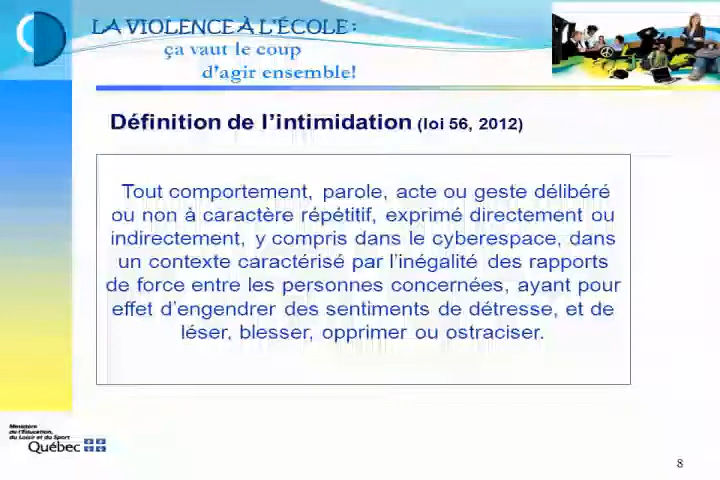 LA VIOLENCE À L'ÉCOLE :
ça vaut le coup
d'agir ensemble!
Définition de l'intimidation (loi 56, 2012)
Tout comportement, parole, acte ou geste délibéré
ou non à caractère répétitif, exprimé directement ou
indirectement, y compris dans le cyberespace, dans
un contexte caractérisé par l'inégalité des rapports
de force entre les personnes concernées, ayant pour
effet d'engendrer des sentiments de détresse, et de
léser, blesser, opprimer ou ostraciser.
Ministère
de l'Éducation,
du Loisir et du Sport
Québec
8